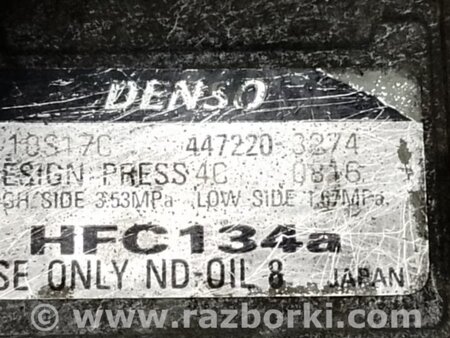 DENSO
10S17C 447220-3274
ESIGN PRESS 4C 0816
GH SIDE 3.53MPa LOW SIDE 1.67MPa
HFC134a
SE ONLY ND-OIL 8 JAPAN
www.razborki.com